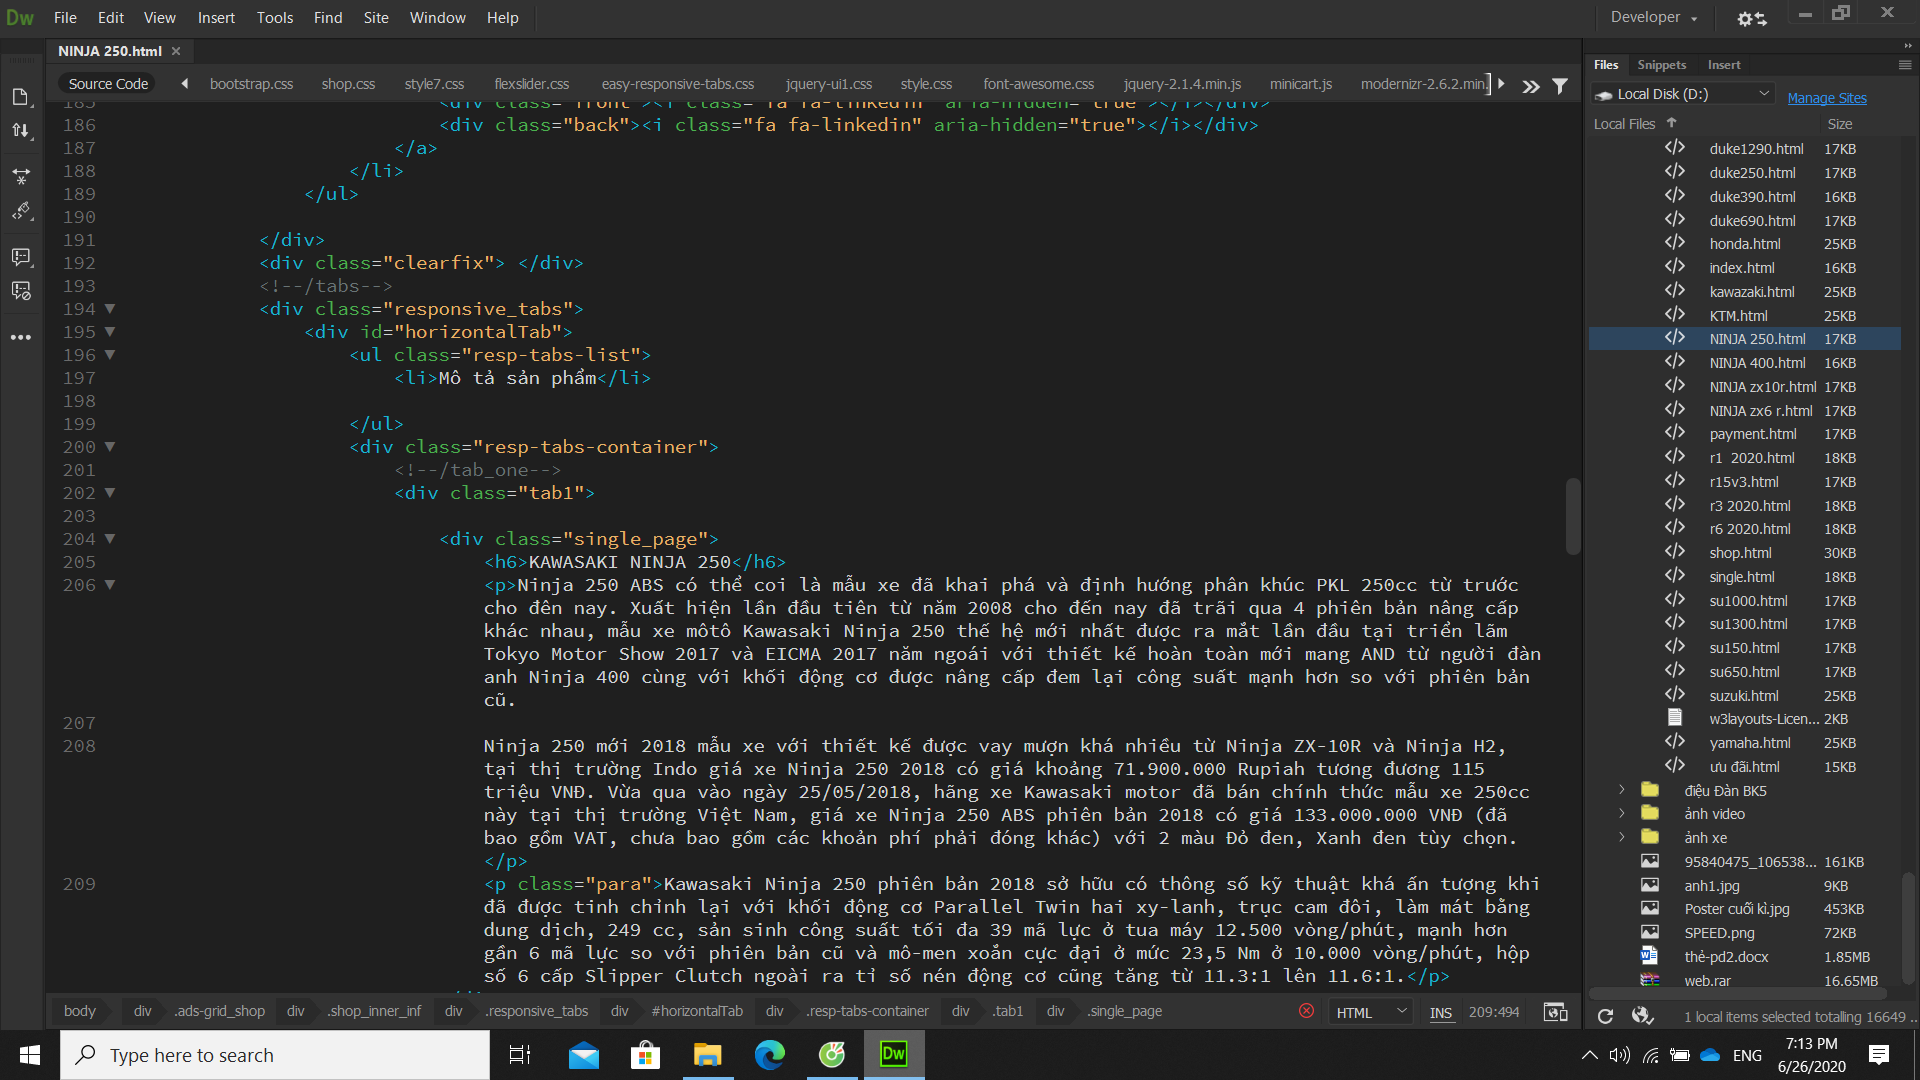 Dw File Edit View Insert Tools Find Site Window Help Developer
NINJA 250.html
Source Code bootstrap.css shop.css style7.css flexslider.css easy-responsive-tabs.css jquery-ui1.css style.css font-awesome.css jquery-2.1.4.min.js minicart.js modernizr-2.6.2.min.
185 <div class="front"><i class="fa fa-linkedin" aria-hidden="true"></i></div>
186 <div class="back"><i class="fa fa-linkedin" aria-hidden="true"></i></div>
187 </a>
188 </li>
189 </ul>
190
191 </div>
192 <div class="clearfix"> </div>
193 <!--/tabs-->
194 <div class="responsive_tabs">
195 <div id="horizontalTab">
196 <ul class="resp-tabs-list">
197 <li>Mô tả sản phẩm</li>
198
199 </ul>
200 <div class="resp-tabs-container">
201 <!--/tab_one-->
202 <div class="tab1">
203
204 <div class="single_page">
205 <h6>KAWASAKI NINJA 250</h6>
206 <p>Ninja 250 ABS có thể coi là mẫu xe đã khai phá và định hướng phân khúc PKL 250cc từ trước
cho đên nay. Xuất hiện lần đầu tiên từ năm 2008 cho đến nay đã trãi qua 4 phiên bản nâng cấp
khác nhau, mẫu xe môtô Kawasaki Ninja 250 thế hệ mới nhất được ra mắt lần đầu tại triển lãm
Tokyo Motor Show 2017 và EICMA 2017 năm ngoái với thiết kế hoàn toàn mới mang AND từ người đàn
anh Ninja 400 cùng với khối động cơ được nâng cấp đem lại công suất mạnh hơn so với phiên bản
cũ.
207
208 Ninja 250 mới 2018 mẫu xe với thiết kế được vay mượn khá nhiều từ Ninja ZX-10R và Ninja H2,
tại thị trường Indo giá xe Ninja 250 2018 có giá khoảng 71.900.000 Rupiah tương đương 115
triệu VNĐ. Vừa qua vào ngày 25/05/2018, hãng xe Kawasaki motor đã bán chính thức mẫu xe 250cc
này tại thị trường Việt Nam, giá xe Ninja 250 ABS phiên bản 2018 có giá 133.000.000 VNĐ (đã
bao gồm VAT, chưa bao gồm các khoản phí phải đóng khác) với 2 màu Đỏ đen, Xanh đen tùy chọn.
</p>
209 <p class="para">Kawasaki Ninja 250 phiên bản 2018 sở hữu có thông số kỹ thuật khá ấn tượng khi
đã được tinh chỉnh lại với khối động cơ Parallel Twin hai xy-lanh, trục cam đôi, làm mát bằng
dung dịch, 249 cc, sản sinh công suất tối đa 39 mã lực ở tua máy 12.500 vòng/phút, mạnh hơn
gần 6 mã lực so với phiên bản cũ và mô-men xoắn cực đại ở mức 23,5 Nm ở 10.000 vòng/phút, hộp
số 6 cấp Slipper Clutch ngoài ra tỉ số nén động cơ cũng tăng từ 11.3:1 lên 11.6:1.</p>
body div .ads-grid_shop div .shop_inner_inf div .responsive_tabs div #horizontalTab div .resp-tabs-container div .tab1 div .single_page HTML INS 209:494
Files Snippets Insert
Local Disk (D:) Manage Sites
Local Files Size
duke1290.html 17KB
duke250.html 17KB
duke390.html 16KB
duke690.html 17KB
honda.html 25KB
index.html 16KB
kawazaki.html 25KB
KTM.html 25KB
NINJA 250.html 17KB
NINJA 400.html 16KB
NINJA zx10r.html 17KB
NINJA zx6 r.html 17KB
payment.html 17KB
r1 2020.html 18KB
r15v3.html 17KB
r3 2020.html 18KB
r6 2020.html 18KB
shop.html 30KB
single.html 18KB
su1000.html 17KB
su1300.html 17KB
su150.html 17KB
su650.html 17KB
suzuki.html 25KB
w3layouts-Licen... 2KB
yamaha.html 25KB
ưu đãi.html 15KB
điệu Đàn BK5
ảnh video
ảnh xe
95840475_106538... 161KB
anh1.jpg 9KB
Poster cuối kì.jpg 453KB
SPEED.png 72KB
thẻ-pd2.docx 1.85MB
web.rar 16.65MB
1 local items selected totalling 16649 ..
Type here to search
Dw
ENG
7:13 PM
6/26/2020